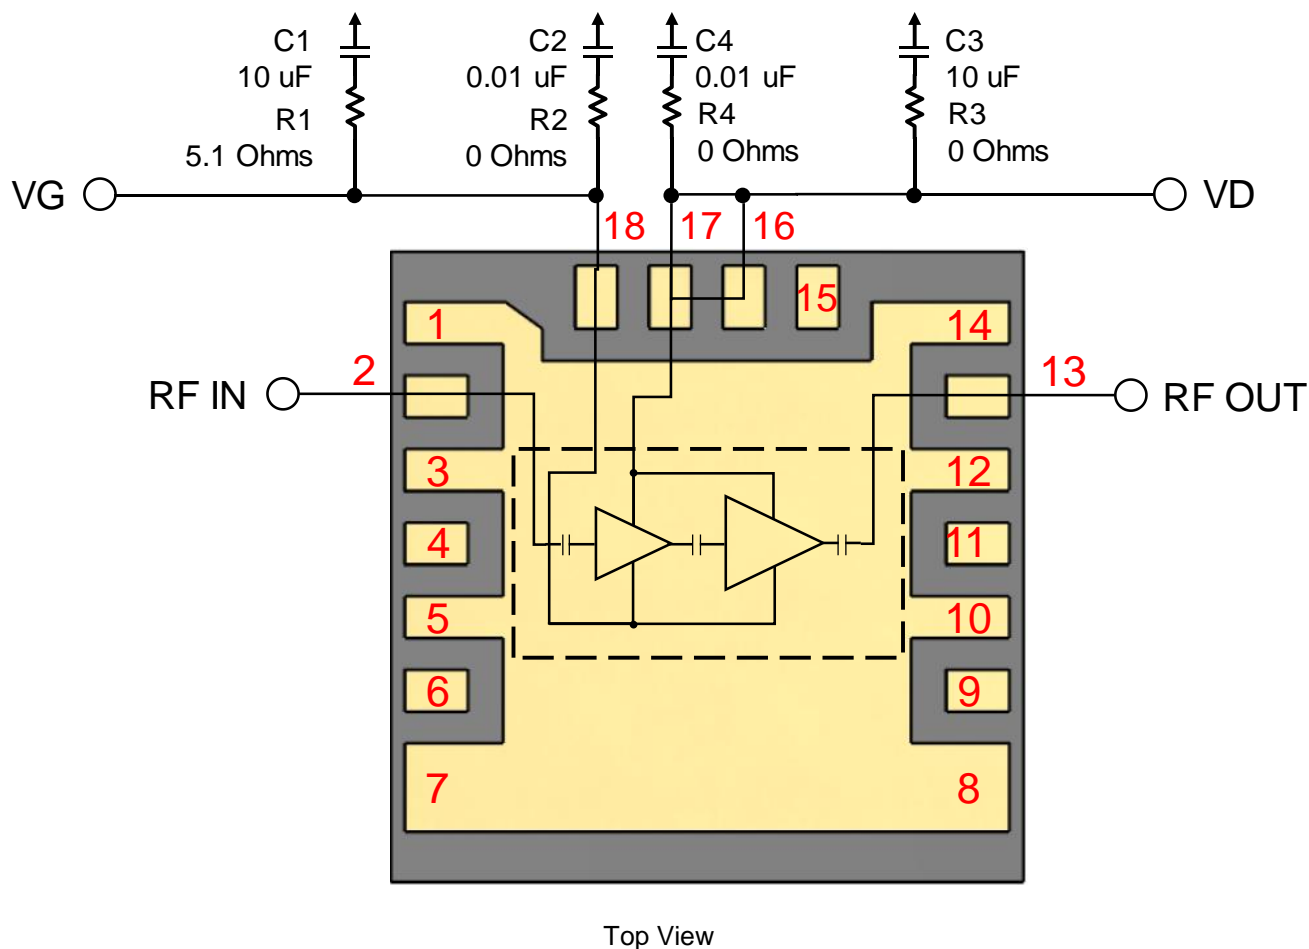 C1
10 uF
R1
5.1 Ohms
C2
0.01 uF
R2
0 Ohms
C4
0.01 uF
R4
0 Ohms
C3
10 uF
R3
0 Ohms
VG
VD
18 17 16
15
1
14
2
13
RF IN
RF OUT
3
12
4
11
5
10
6
9
7
8
Top View